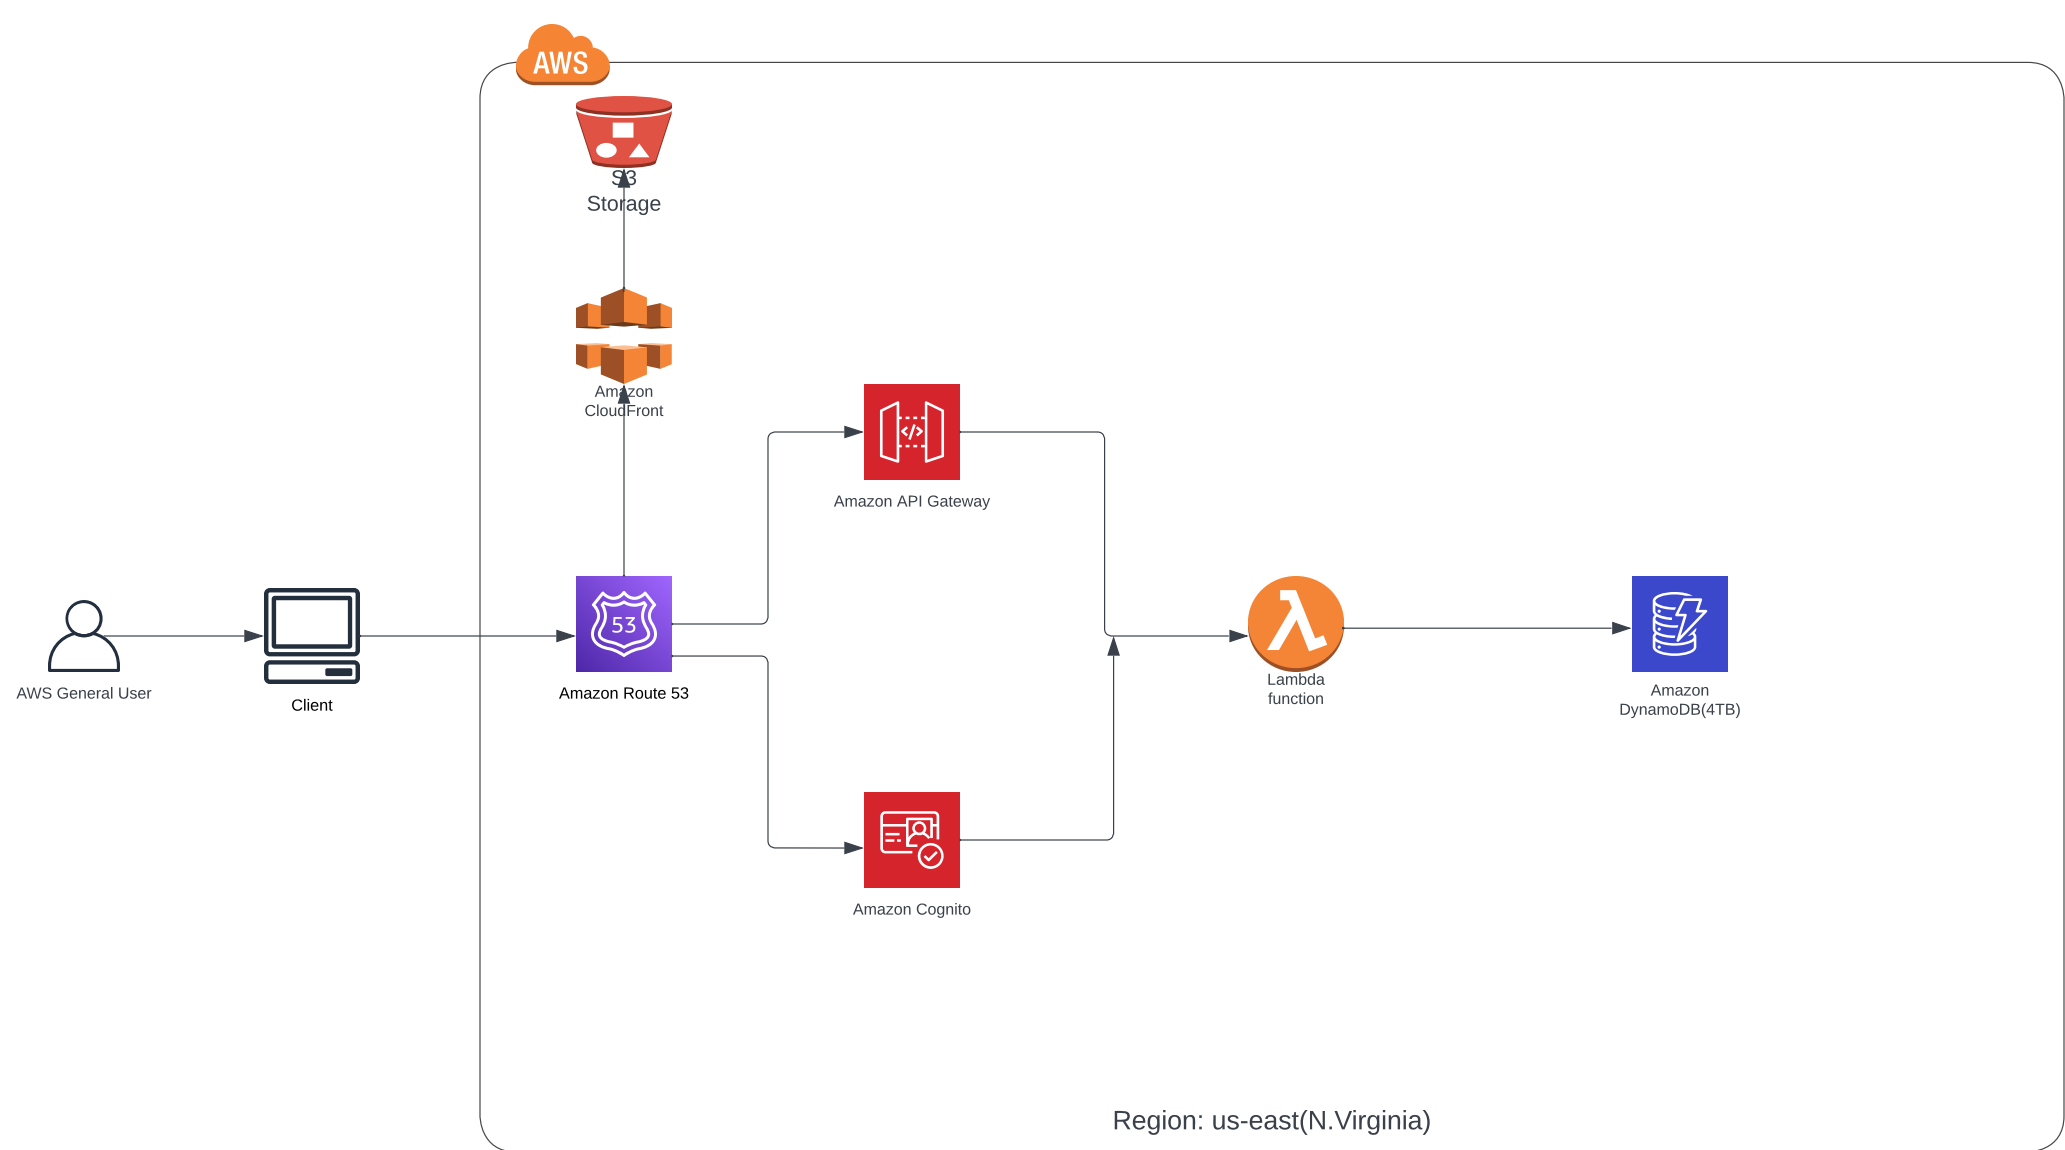 AWS
S3
Storage
Amazon
CloudFront
Amazon API Gateway
53
AWS General User
Client
Amazon Route 53
Lambda
function
Amazon
DynamoDB(4TB)
Amazon Cognito
Region: us-east(N.Virginia)